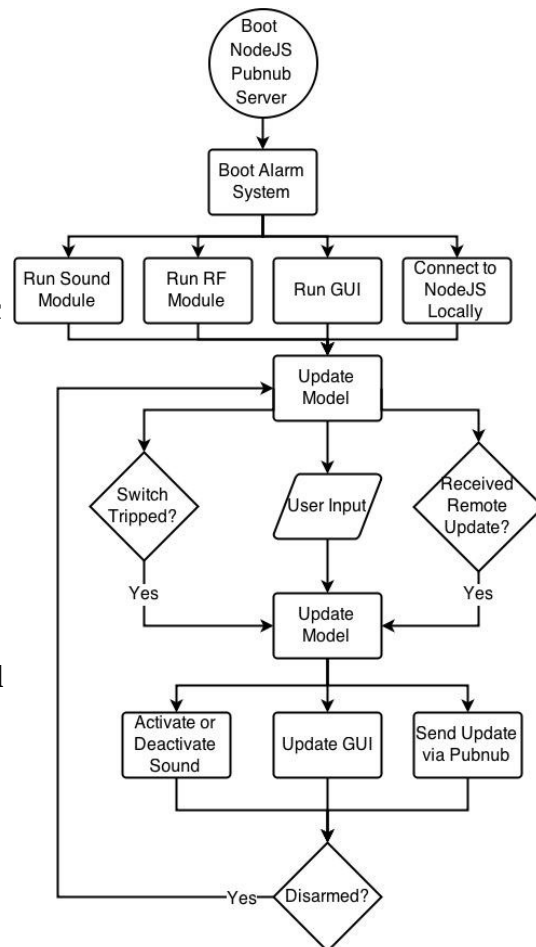 Boot
NodeJS
Pubnub
Server
Boot Alarm
System
Run Sound
Module
Run RF
Module
Run GUI
Connect to
NodeJS
Locally
Update
Model
Switch
Tripped?
User Input
Received
Remote
Update?
Yes
Yes
Update
Model
Activate or
Deactivate
Sound
Update GUI
Send Update
via Pubnub
Yes
Disarmed?